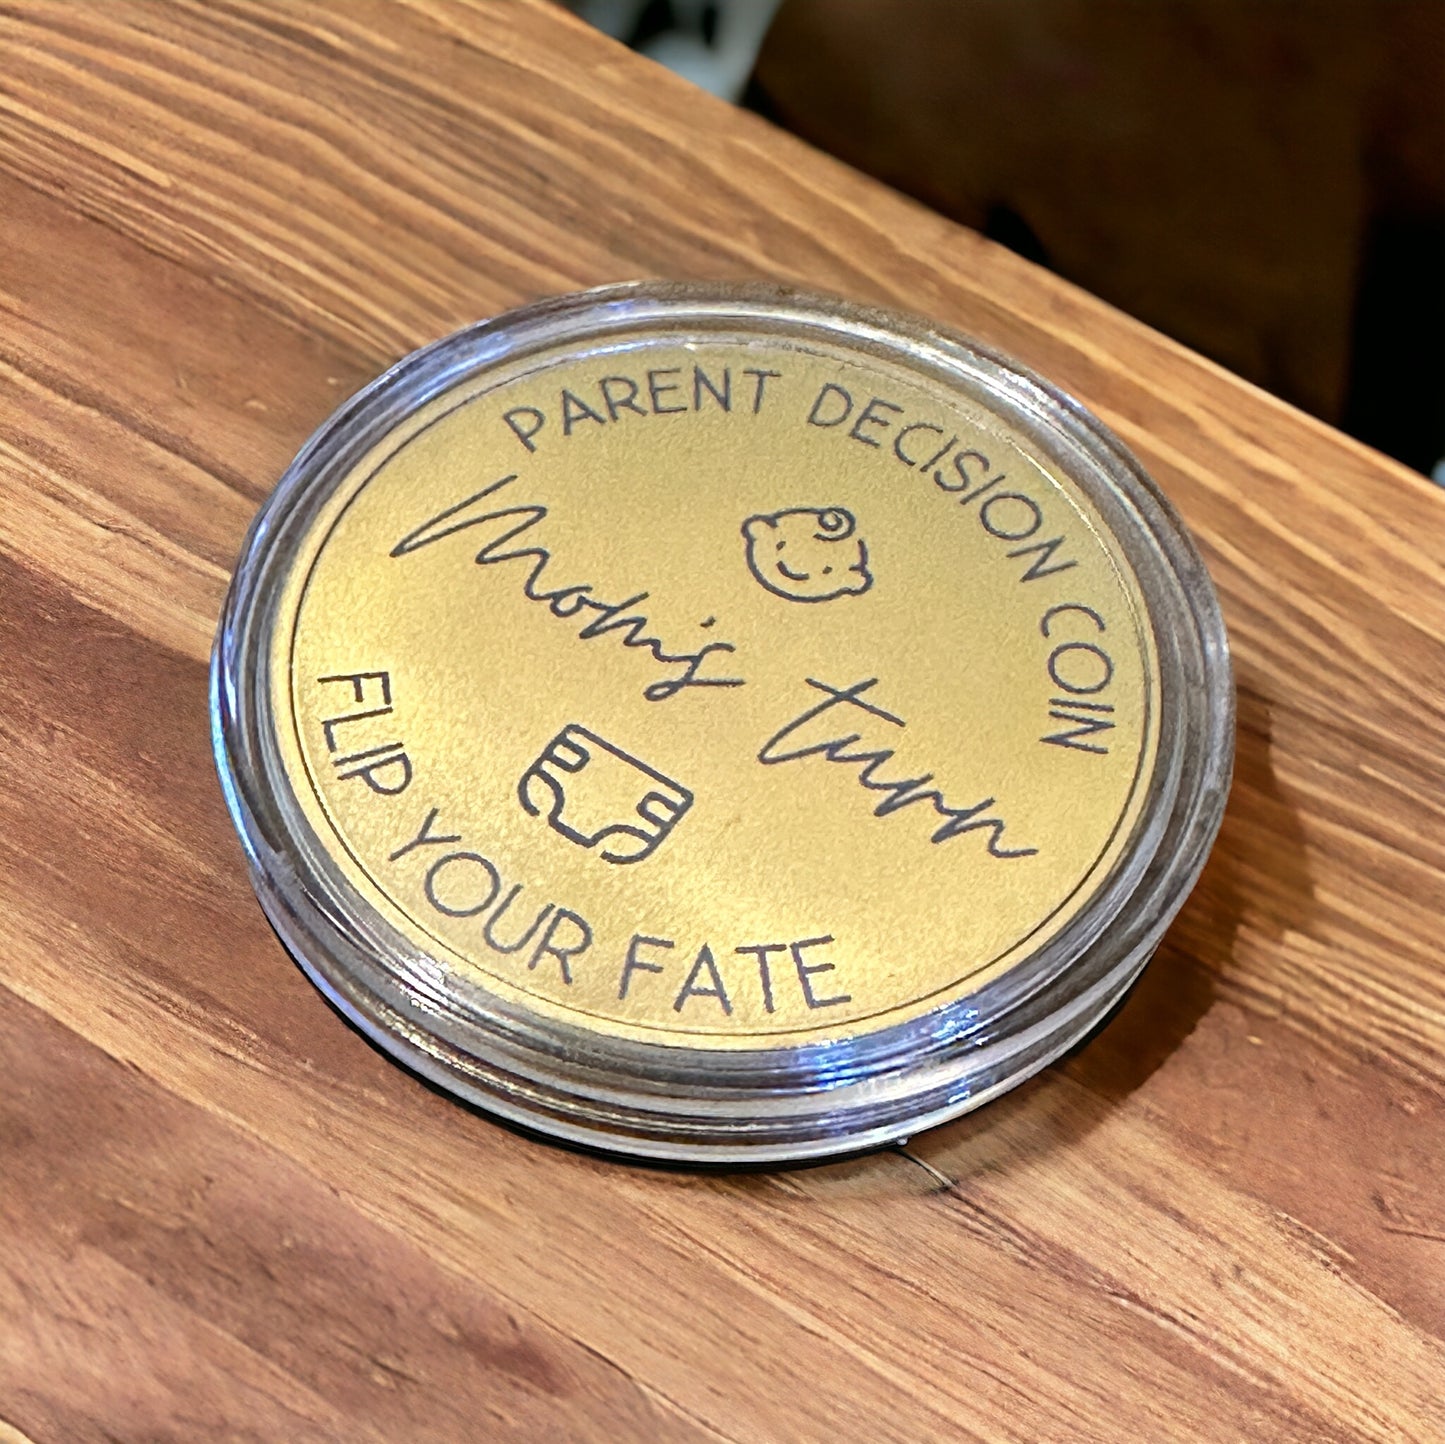 PARENT DECISION COIN
Mom's turn
FLIP YOUR FATE